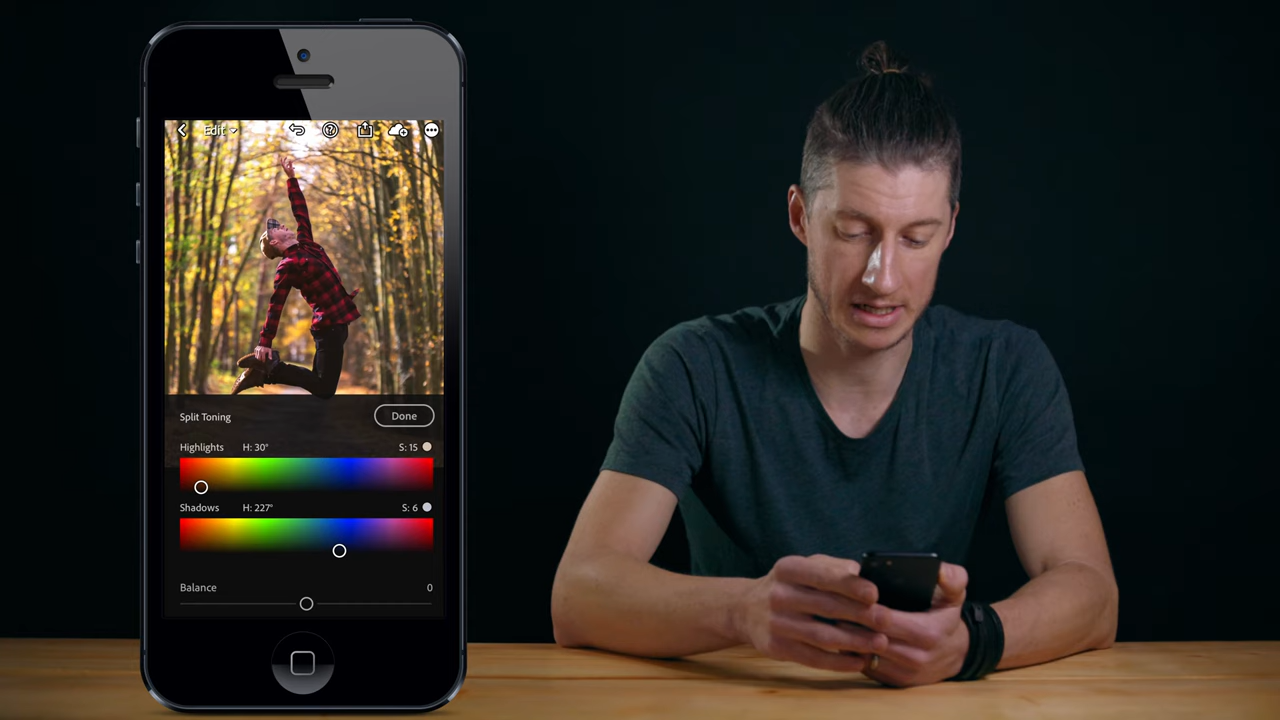 Edit
Split Toning
Done
Highlights H: 30° S: 15
Shadows H: 227° S: 6
Balance 0